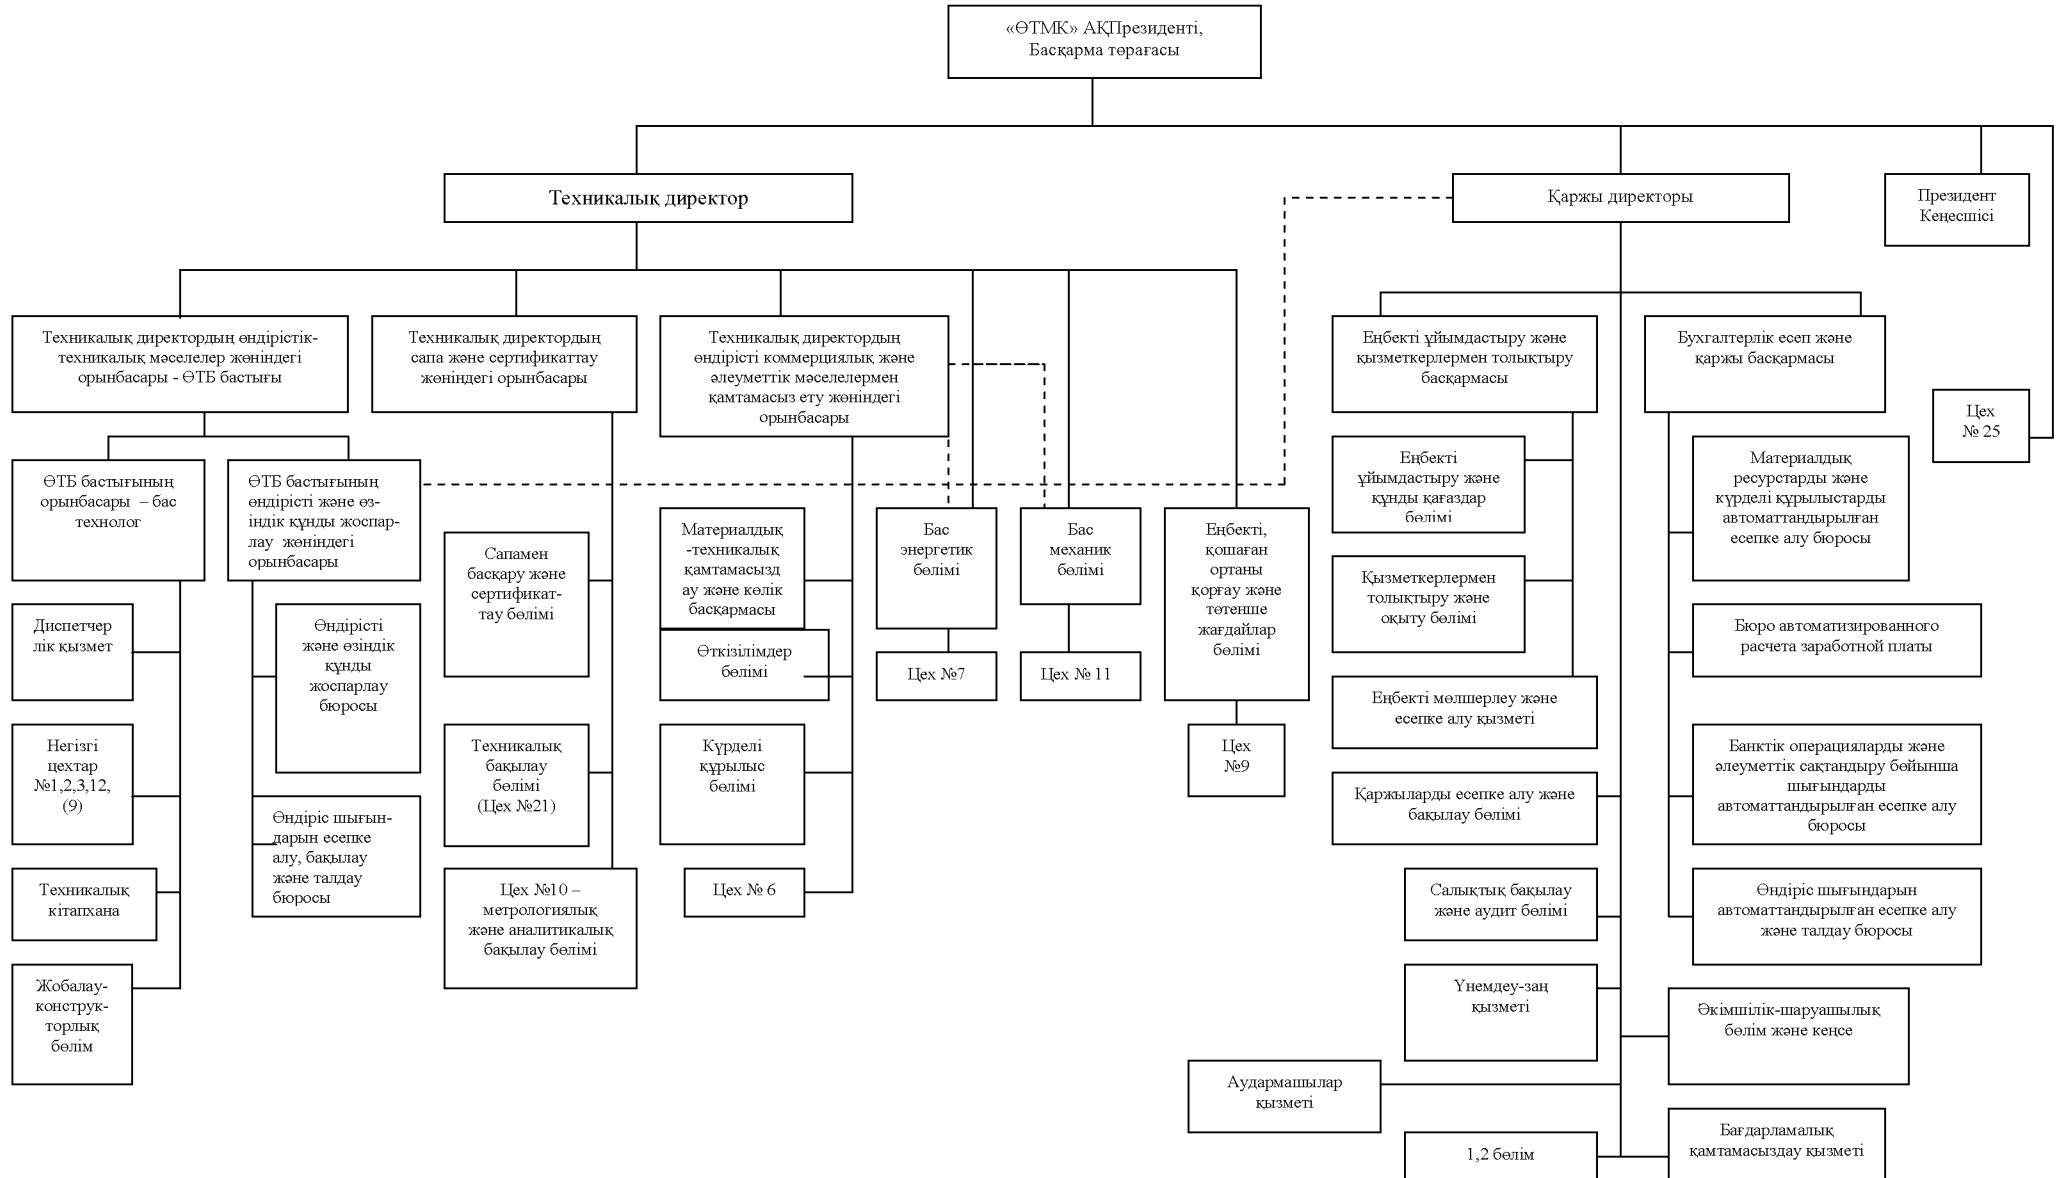 «ӨТМК» АҚПрезиденті,
Басқарма төрағасы
Техникалық директор
Қаржы директоры
Президент
Кеңесшісі
Техникалық директордың өндірістік-
техникалық мәселелер жөніндегі
орынбасары - ӨТБ бастығы
Техникалық директордың
сапа және сертификаттау
жөніндегі орынбасары
Техникалық директордың
өндірісті коммерциялық және
әлеуметтік мәселелермен
қамтамасыз ету жөніндегі
орынбасары
Еңбекті ұйымдастыру және
қызметкерлермен толықтыру
басқармасы
Бухгалтерлік есеп және
қаржы басқармасы
Цех
№ 25
ӨТБ бастығының
орынбасары – бас
технолог
ӨТБ бастығының
өндірісті және өз-
індік құнды жоспар-
лау жөніндегі
орынбасары
Диспетчер
лік қызмет
Негізгі
цехтар
№1,2,3,12,
(9)
Техникалық
кітапхана
Жобалау-
конструк-
торлық
бөлім
Өндірісті
және өзіндік
құнды
жоспарлау
бюросы
Өндіріс шығын-
дарын есепке
алу, бақылау
және талдау
бюросы
Сапамен
басқару және
сертификат-
тау бөлімі
Техникалық
бақылау
бөлімі
(Цех №21)
Цех №10 –
метрологиялық
және аналитикалық
бақылау бөлімі
Материалдық
-техникалық
қамтамасызд
ау және көлік
басқармасы
Өткізілімдер
бөлімі
Күрделі
құрылыс
бөлімі
Цех № 6
Бас
энергетик
бөлімі
Цех №7
Бас
механик
бөлімі
Цех № 11
Еңбекті,
қошаған
ортаны
қорғау және
төтенше
жағдайлар
бөлімі
Цех
№9
Еңбекті
ұйымдастыру және
құнды қағаздар
бөлімі
Қызметкерлермен
толықтыру және
оқыту бөлімі
Еңбекті мөлшерлеу және
есепке алу қызметі
Қаржыларды есепке алу және
бақылау бөлімі
Салықтық бақылау
және аудит бөлімі
Үнемдеу-заң
қызметі
Аудармашылар
қызметі
1,2 бөлім
Материалдық
ресурстарды және
күрделі құрылыстарды
автоматтандырылған
есепке алу бюросы
Бюро автоматизированного
расчета заработной платы
Банктік операцияларды және
әлеуметтік сақтандыру бойынша
шығындарды
автоматтандырылған есепке алу
бюросы
Өндіріс шығындарын
автоматтандырылған есепке алу
және талдау бюросы
Әкімшілік-шаруашылық
бөлім және кеңсе
Бағдарламалық
қамтамасыздау қызметі